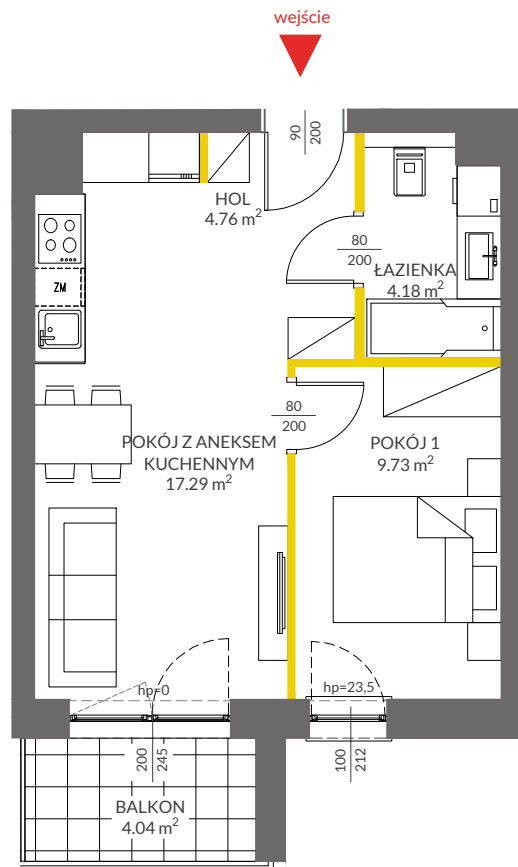 wejście
90
200
HOL
4.76 m²
80
200
ŁAZIENKA
4.18 m²
ZM
80
200
POKÓJ Z ANEKSEM
KUCHENNYM
17.29 m²
POKÓJ 1
9.73 m²
hp=0
hp=23,5
200
245
100
212
BALKON
4.04 m²